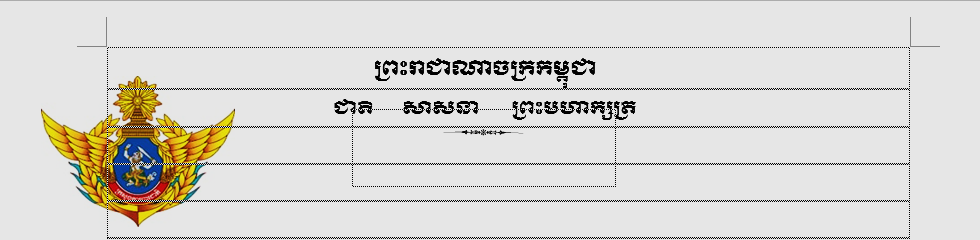 ព្រះរាជាណាចក្រកម្ពុជា
ជាតិ សាសនា ព្រះមហាក្សត្រ